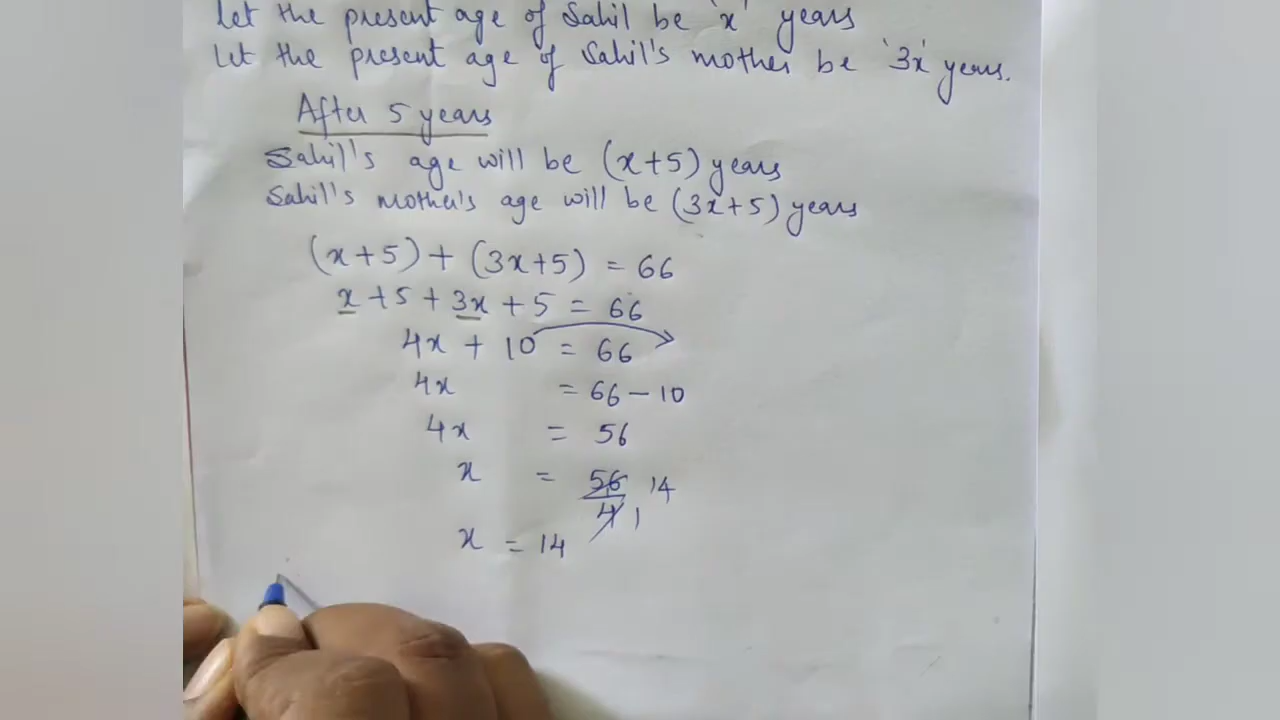 Let the present age of Sahil be 'x' years
Let the present age of Sahil's mother be '3x' years.
After 5 years
Sahil's age will be (x+5) years
Sahil's mother's age will be (3x+5) years
(x+5) + (3x+5) = 66
x + 5 + 3x + 5 = 66
4x + 10 = 66
4x = 66 - 10
4x = 56
x = 56/4 14 1
x = 14